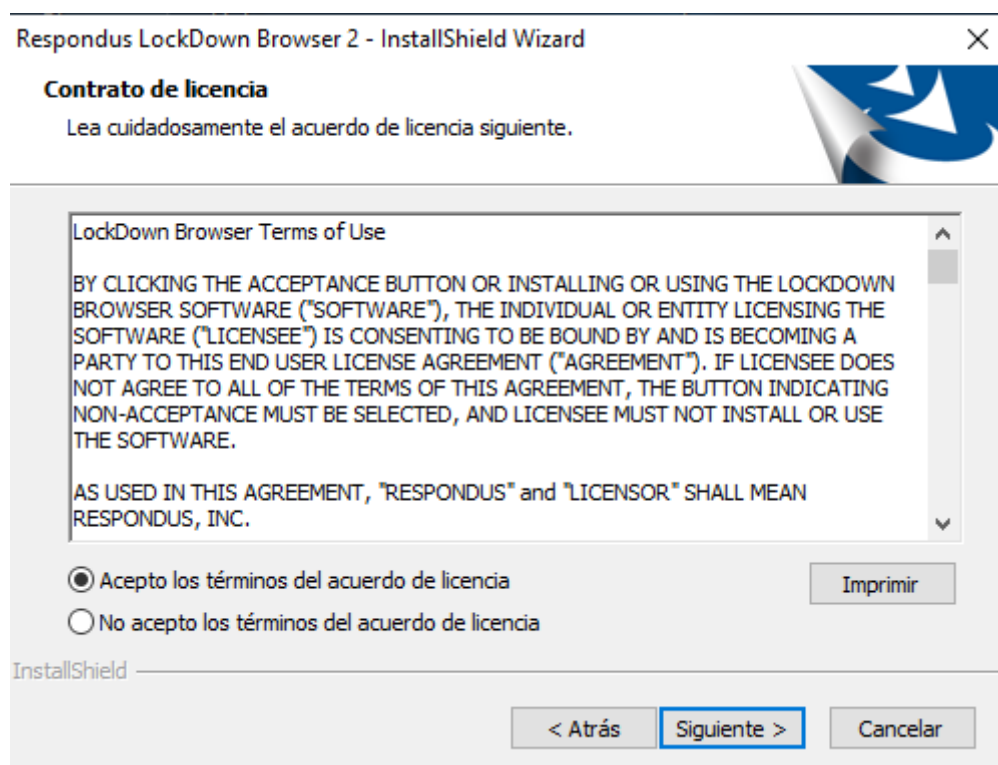 Respondus LockDown Browser 2 - InstallShield Wizard
Contrato de licencia
Lea cuidadosamente el acuerdo de licencia siguiente.
LockDown Browser Terms of Use
BY CLICKING THE ACCEPTANCE BUTTON OR INSTALLING OR USING THE LOCKDOWN
BROWSER SOFTWARE ("SOFTWARE"), THE INDIVIDUAL OR ENTITY LICENSING THE
SOFTWARE ("LICENSEE") IS CONSENTING TO BE BOUND BY AND IS BECOMING A
PARTY TO THIS END USER LICENSE AGREEMENT ("AGREEMENT"). IF LICENSEE DOES
NOT AGREE TO ALL OF THE TERMS OF THIS AGREEMENT, THE BUTTON INDICATING
NON-ACCEPTANCE MUST BE SELECTED, AND LICENSEE MUST NOT INSTALL OR USE
THE SOFTWARE.
AS USED IN THIS AGREEMENT, "RESPONDUS" and "LICENSOR" SHALL MEAN
RESPONDUS, INC.
Acepto los términos del acuerdo de licencia
Imprimir
No acepto los términos del acuerdo de licencia
InstallShield
< Atrás
Siguiente >
Cancelar